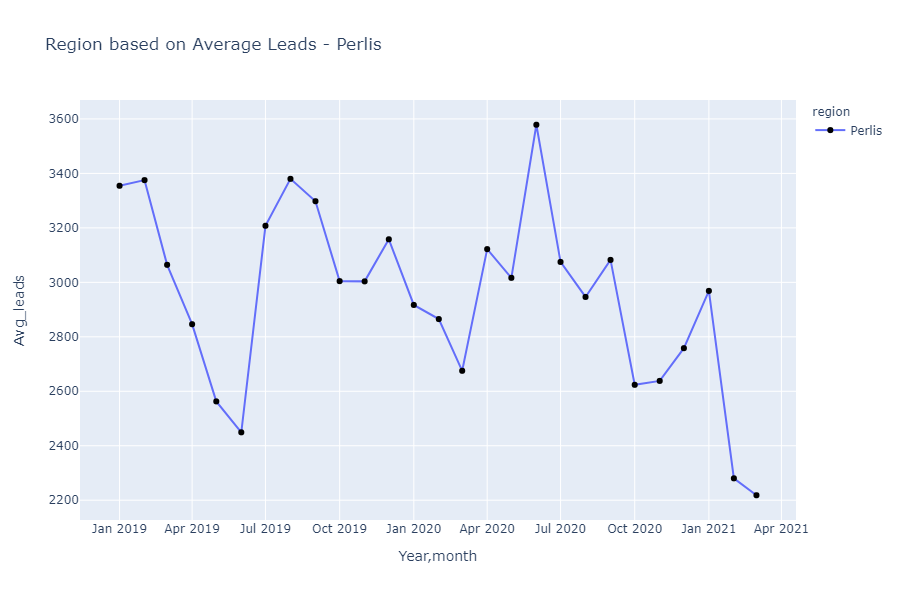 Region based on Average Leads - Perlis
region
Perlis
3600
3400
3200
3000
2800
2600
2400
2200
Avg_leads
Jan 2019 Apr 2019 Jul 2019 Oct 2019 Jan 2020 Apr 2020 Jul 2020 Oct 2020 Jan 2021 Apr 2021
Year,month